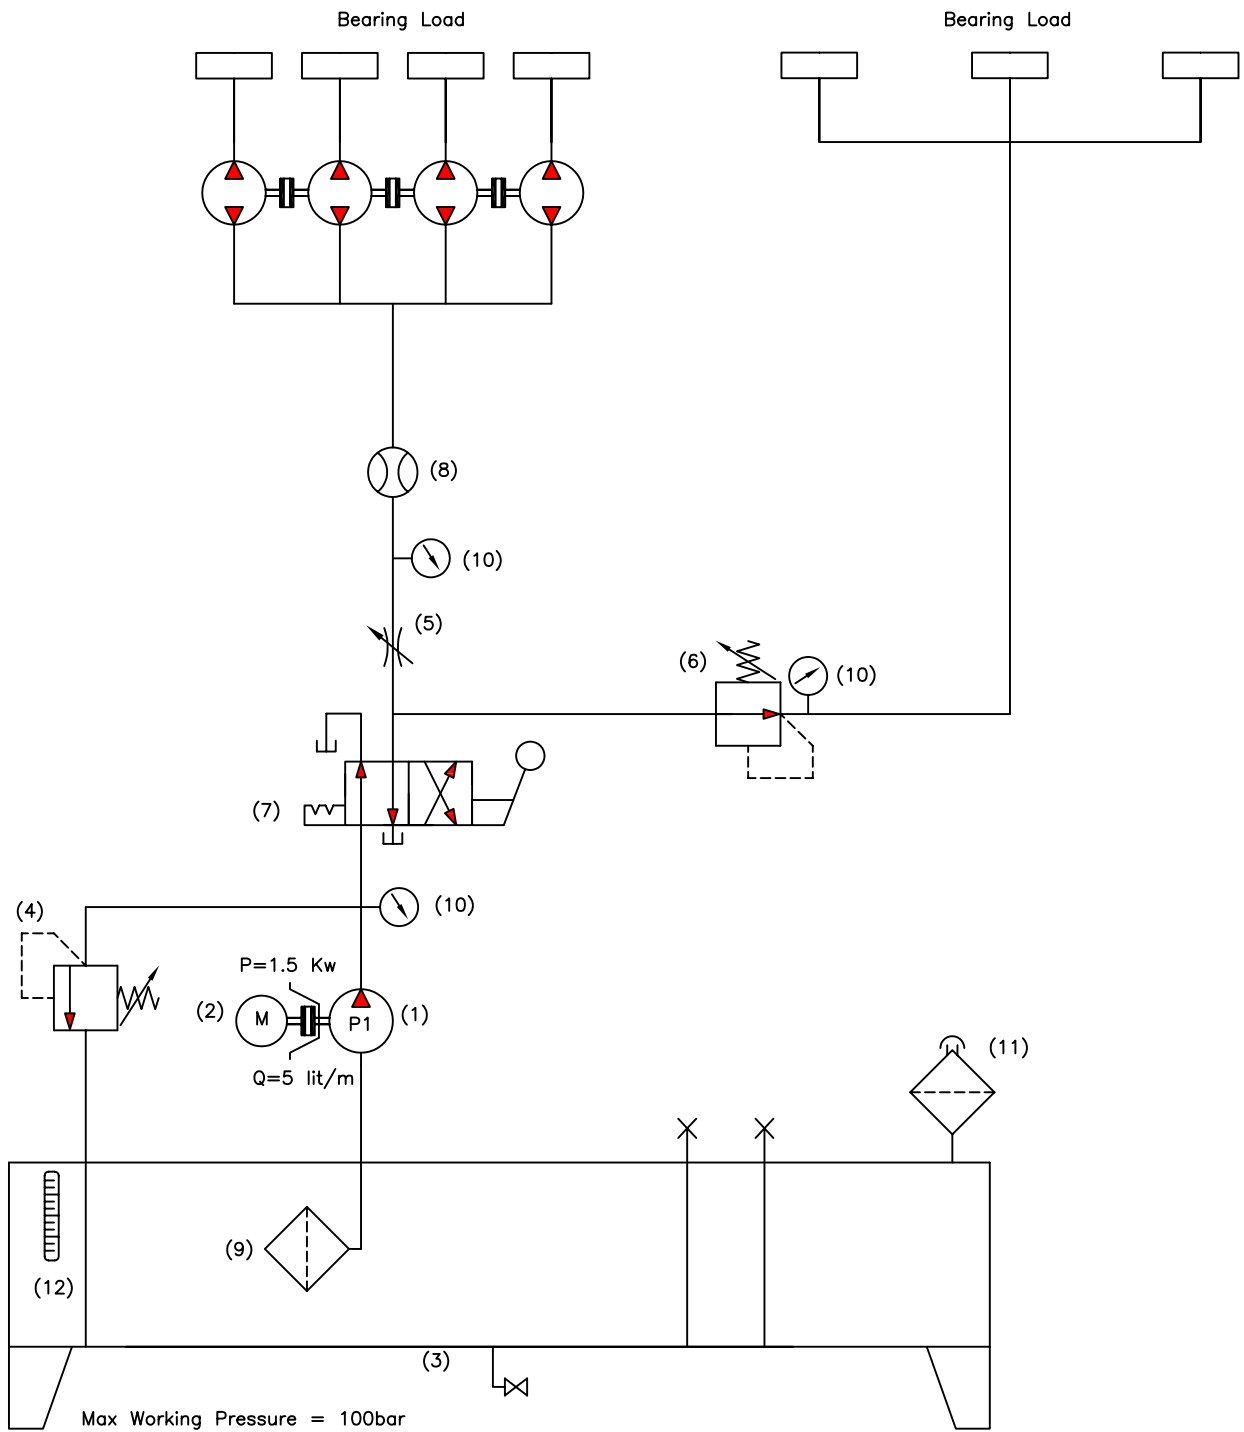 Bearing Load
Bearing Load
(8)
(10)
(5)
(6)
(10)
(7)
(4)
(10)
P=1.5 Kw
(2)
M
P1
(1)
Q=5 lit/m
(11)
(9)
(12)
(3)
Max Working Pressure = 100bar